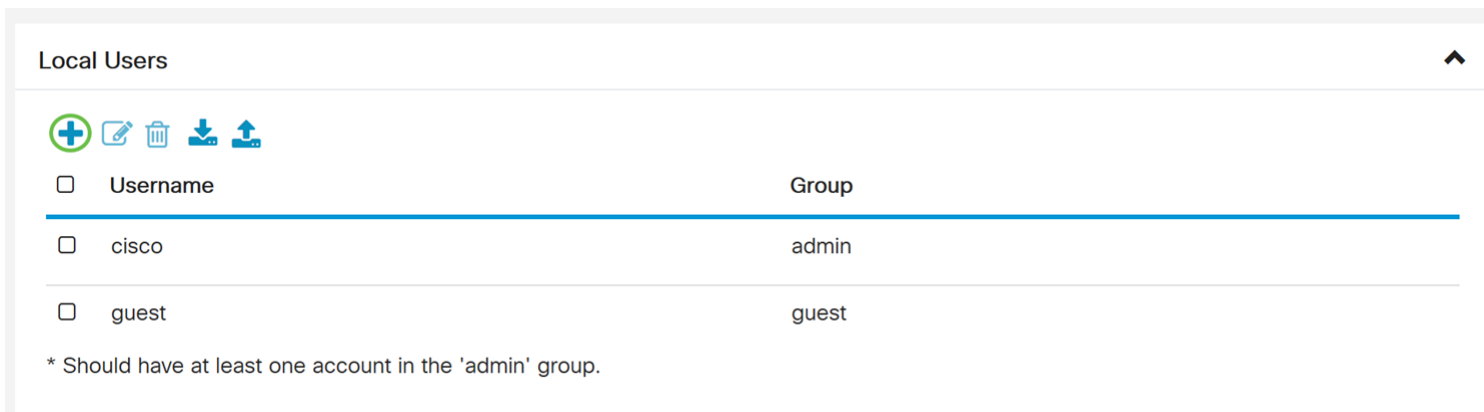 Local Users
Username Group
cisco admin
guest guest
* Should have at least one account in the 'admin' group.